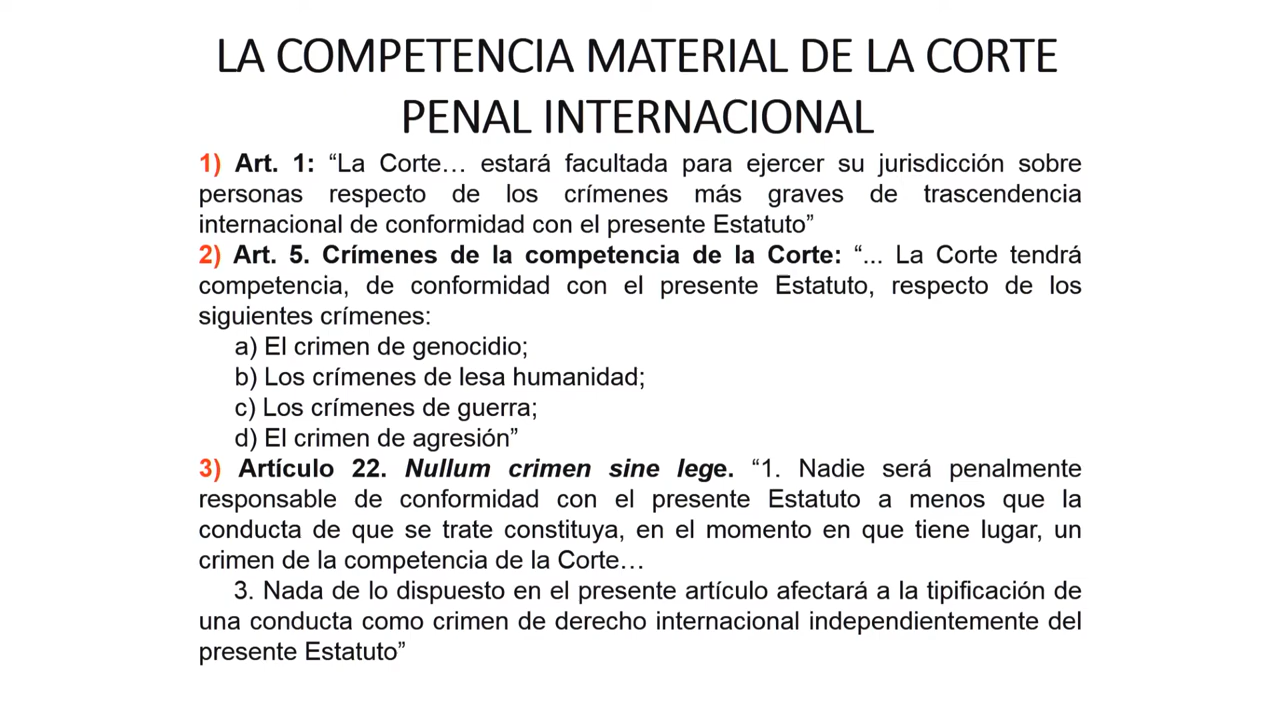 LA COMPETENCIA MATERIAL DE LA CORTE
PENAL INTERNACIONAL
1) Art. 1: “La Corte… estará facultada para ejercer su jurisdicción sobre
personas respecto de los crímenes más graves de trascendencia
internacional de conformidad con el presente Estatuto”
2) Art. 5. Crímenes de la competencia de la Corte: “... La Corte tendrá
competencia, de conformidad con el presente Estatuto, respecto de los
siguientes crímenes:
a) El crimen de genocidio;
b) Los crímenes de lesa humanidad;
c) Los crímenes de guerra;
d) El crimen de agresión”
3) Artículo 22. Nullum crimen sine lege. “1. Nadie será penalmente
responsable de conformidad con el presente Estatuto a menos que la
conducta de que se trate constituya, en el momento en que tiene lugar, un
crimen de la competencia de la Corte…
3. Nada de lo dispuesto en el presente artículo afectará a la tipificación de
una conducta como crimen de derecho internacional independientemente del
presente Estatuto”